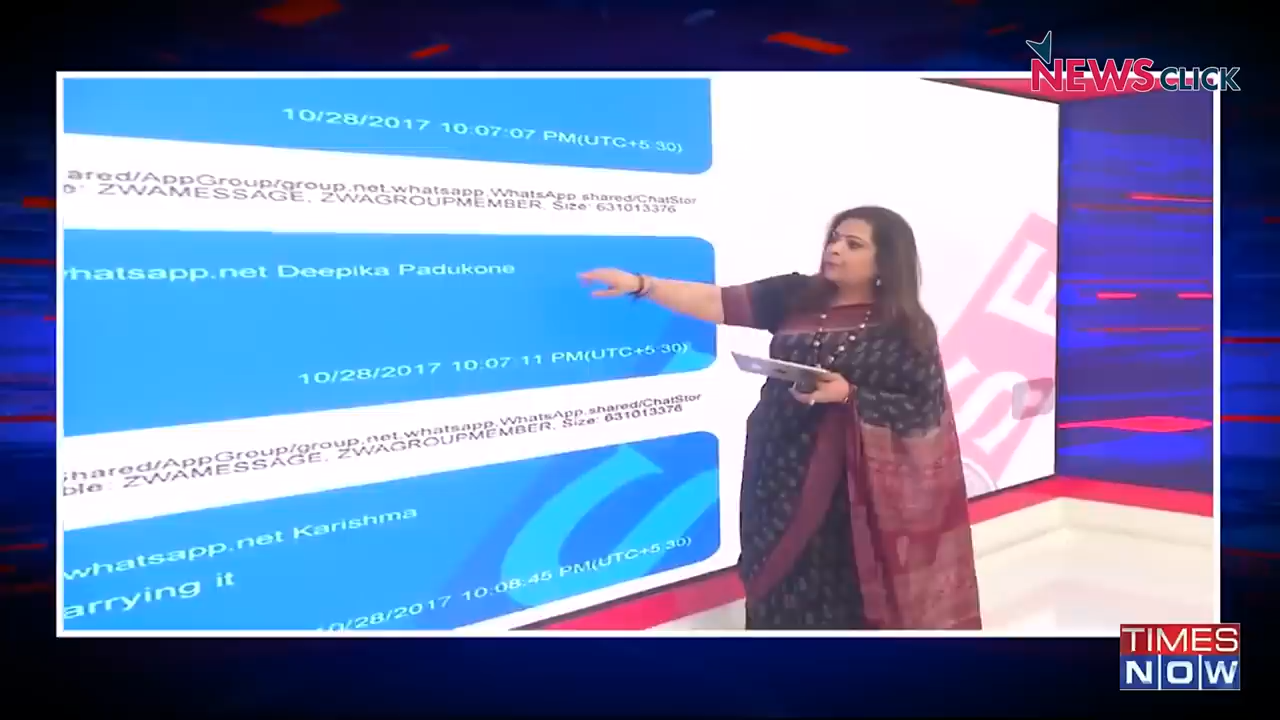 NEWSCLICK
10/28/2017 10:07:07 PM(UTC+5:30)
ared/AppGroup/group.net.whatsapp.WhatsApp.shared/ChatStor
ZWAMESSAGE, ZWAGROUPMEMBER, Size: 631013376
whatsapp.net Deepika Padukone
10/28/2017 10:07:11 PM(UTC+5:30)
Shared/AppGroup/group.net.whatsapp.WhatsApp.shared/ChatStor
ble: ZWAMESSAGE, ZWAGROUPMEMBER, Size: 631013376
whatsapp.net Karishma
arrying it
10/28/2017 10:08:45 PM(UTC+5:30)
TIMES
NOW